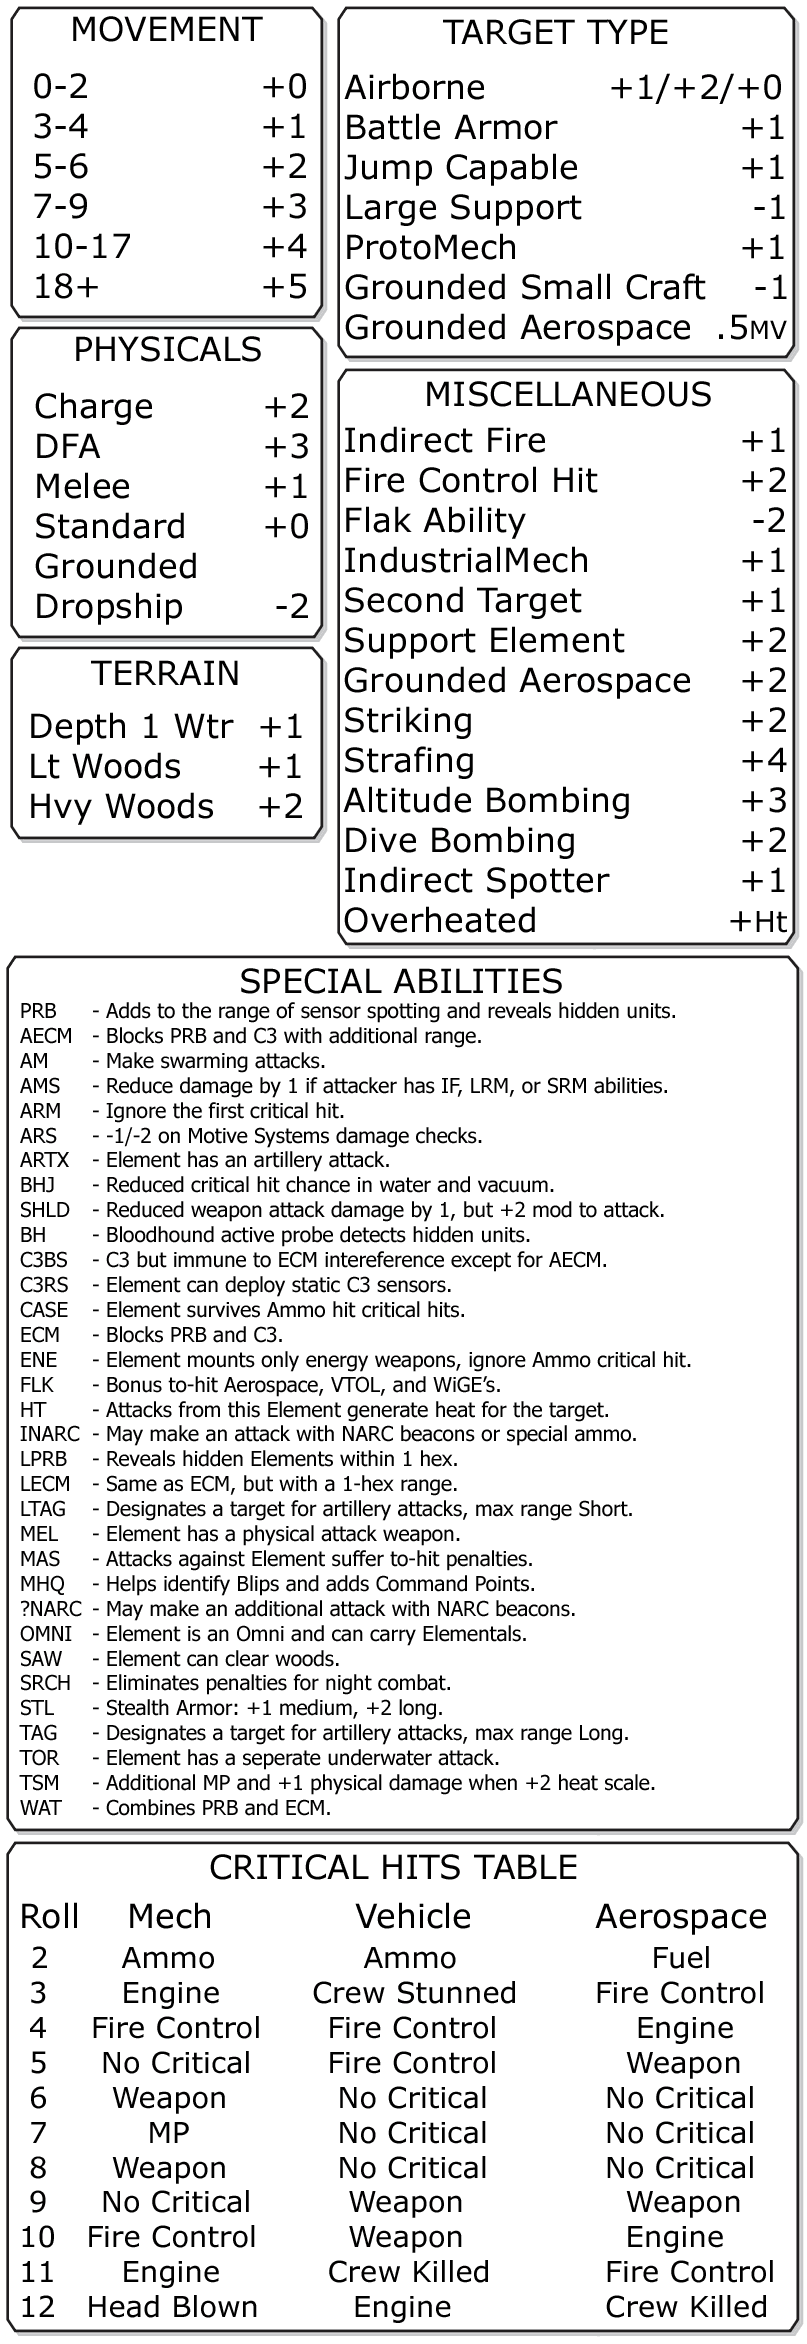 MOVEMENT
0-2 +0
3-4 +1
5-6 +2
7-9 +3
10-17 +4
18+ +5
PHYSICALS
Charge +2
DFA +3
Melee +1
Standard +0
Grounded
Dropship -2
TERRAIN
Depth 1 Wtr +1
Lt Woods +1
Hvy Woods +2
TARGET TYPE
Airborne +1/+2/+0
Battle Armor +1
Jump Capable +1
Large Support -1
ProtoMech +1
Grounded Small Craft -1
Grounded Aerospace .5MV
MISCELLANEOUS
Indirect Fire +1
Fire Control Hit +2
Flak Ability -2
IndustrialMech +1
Second Target +1
Support Element +2
Grounded Aerospace +2
Striking +2
Strafing +4
Altitude Bombing +3
Dive Bombing +2
Indirect Spotter +1
Overheated +Ht
SPECIAL ABILITIES
PRB - Adds to the range of sensor spotting and reveals hidden units.
AECM - Blocks PRB and C3 with additional range.
AM - Make swarming attacks.
AMS - Reduce damage by 1 if attacker has IF, LRM, or SRM abilities.
ARM - Ignore the first critical hit.
ARS - -1/-2 on Motive Systems damage checks.
ARTX - Element has an artillery attack.
BHJ - Reduced critical hit chance in water and vacuum.
SHLD - Reduced weapon attack damage by 1, but +2 mod to attack.
BH - Bloodhound active probe detects hidden units.
C3BS - C3 but immune to ECM intereference except for AECM.
C3RS - Element can deploy static C3 sensors.
CASE - Element survives Ammo hit critical hits.
ECM - Blocks PRB and C3.
ENE - Element mounts only energy weapons, ignore Ammo critical hit.
FLK - Bonus to-hit Aerospace, VTOL, and WiGE's.
HT - Attacks from this Element generate heat for the target.
INARC - May make an attack with NARC beacons or special ammo.
LPRB - Reveals hidden Elements within 1 hex.
LECM - Same as ECM, but with a 1-hex range.
LTAG - Designates a target for artillery attacks, max range Short.
MEL - Element has a physical attack weapon.
MAS - Attacks against Element suffer to-hit penalties.
MHQ - Helps identify Blips and adds Command Points.
?NARC - May make an additional attack with NARC beacons.
OMNI - Element is an Omni and can carry Elementals.
SAW - Element can clear woods.
SRCH - Eliminates penalties for night combat.
STL - Stealth Armor: +1 medium, +2 long.
TAG - Designates a target for artillery attacks, max range Long.
TOR - Element has a seperate underwater attack.
TSM - Additional MP and +1 physical damage when +2 heat scale.
WAT - Combines PRB and ECM.
CRITICAL HITS TABLE
Roll Mech Vehicle Aerospace
2 Ammo Ammo Fuel
3 Engine Crew Stunned Fire Control
4 Fire Control Fire Control Engine
5 No Critical Fire Control Weapon
6 Weapon No Critical No Critical
7 MP No Critical No Critical
8 Weapon No Critical No Critical
9 No Critical Weapon Weapon
10 Fire Control Weapon Engine
11 Engine Crew Killed Fire Control
12 Head Blown Engine Crew Killed